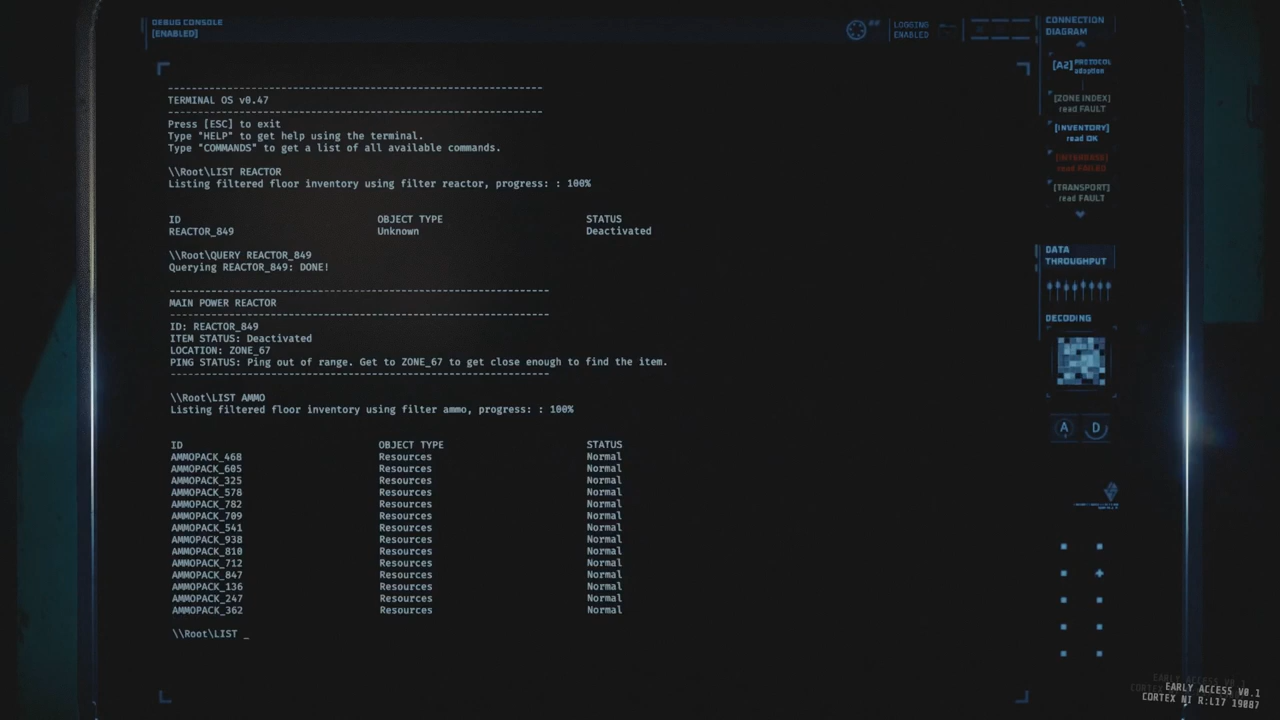 DEBUG CONSOLE
[ENABLED]
LOGGING
ENABLED
CONNECTION
DIAGRAM
[A2] PROTOCOL
adaption
[ZONE INDEX]
read FAULT
[INVENTORY]
read OK
read FAILED
[TRANSPORT]
read FAULT
DATA
THROUGHPUT
DECODING
A
D
-----------------------------------------------------------------
TERMINAL OS v0.47
-----------------------------------------------------------------
Press [ESC] to exit
Type "HELP" to get help using the terminal.
Type "COMMANDS" to get a list of all available commands.
\\Root\LIST REACTOR
Listing filtered floor inventory using filter reactor, progress: : 100%
ID OBJECT TYPE STATUS
REACTOR_849 Unknown Deactivated
\\Root\QUERY REACTOR_849
Querying REACTOR_849: DONE!
-----------------------------------------------------------------
MAIN POWER REACTOR
-----------------------------------------------------------------
ID: REACTOR_849
ITEM STATUS: Deactivated
LOCATION: ZONE_67
PING STATUS: Ping out of range. Get to ZONE_67 to get close enough to find the item.
-----------------------------------------------------------------
\\Root\LIST AMMO
Listing filtered floor inventory using filter ammo, progress: : 100%
ID OBJECT TYPE STATUS
AMMOPACK_468 Resources Normal
AMMOPACK_605 Resources Normal
AMMOPACK_325 Resources Normal
AMMOPACK_578 Resources Normal
AMMOPACK_782 Resources Normal
AMMOPACK_709 Resources Normal
AMMOPACK_541 Resources Normal
AMMOPACK_938 Resources Normal
AMMOPACK_810 Resources Normal
AMMOPACK_712 Resources Normal
AMMOPACK_847 Resources Normal
AMMOPACK_136 Resources Normal
AMMOPACK_247 Resources Normal
AMMOPACK_362 Resources Normal
\\Root\LIST _
EARLY ACCESS V0.1
CORTEX NI R:L17 19087